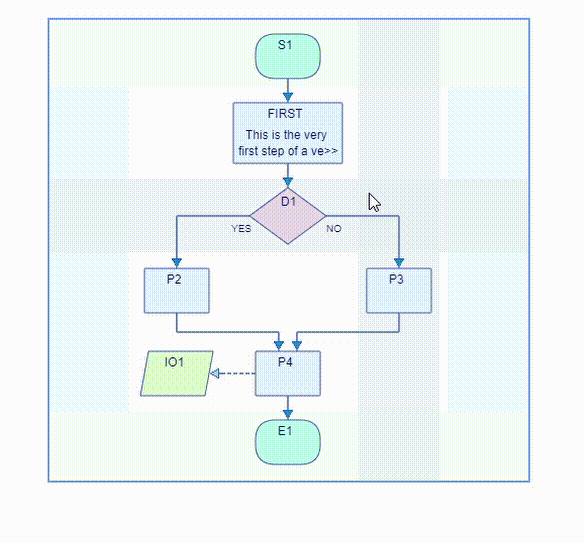 S1
FIRST
This is the very
first step of a ve>>
D1
YES
NO
P2
P3
IO1
P4
E1